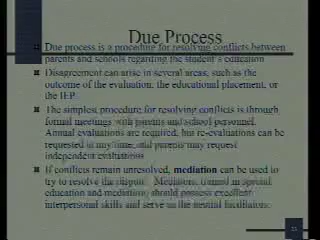 Due Process
Due process is a procedure for resolving conflicts between
parents and schools regarding the student's education
Disagreement can arise in several areas, such as the
outcome of the evaluation, the educational placement, or
the IEP
The simplest procedure for resolving conflicts is through
formal meetings with parents and school personnel.
Annual evaluations are required, but re-evaluations can be
requested at any time, and parents may request
independent evaluations
If conflicts remain unresolved, mediation can be used to
try to resolve the dispute. Mediators, trained in special
education and mediation, should possess excellent
interpersonal skills and serve as the neutral facilitators.